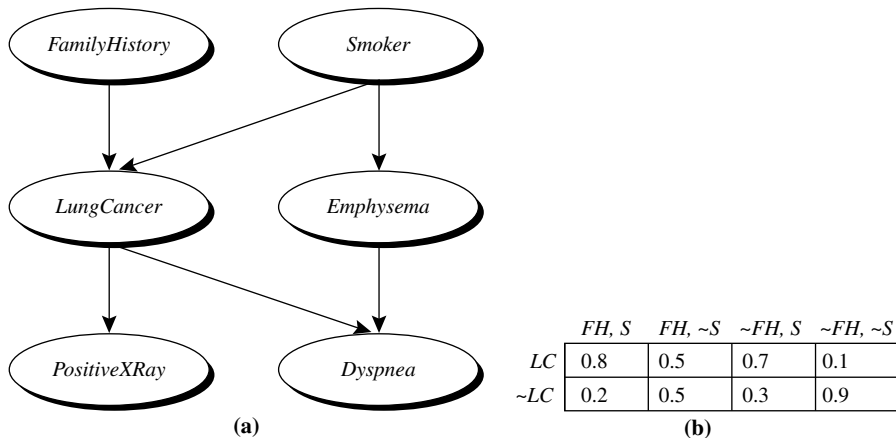 FamilyHistory
Smoker
LungCancer
Emphysema
PositiveXRay
Dyspnea
(a)
FH, S FH, ~S ~FH, S ~FH, ~S
LC 0.8 0.5 0.7 0.1
~LC 0.2 0.5 0.3 0.9
(b)